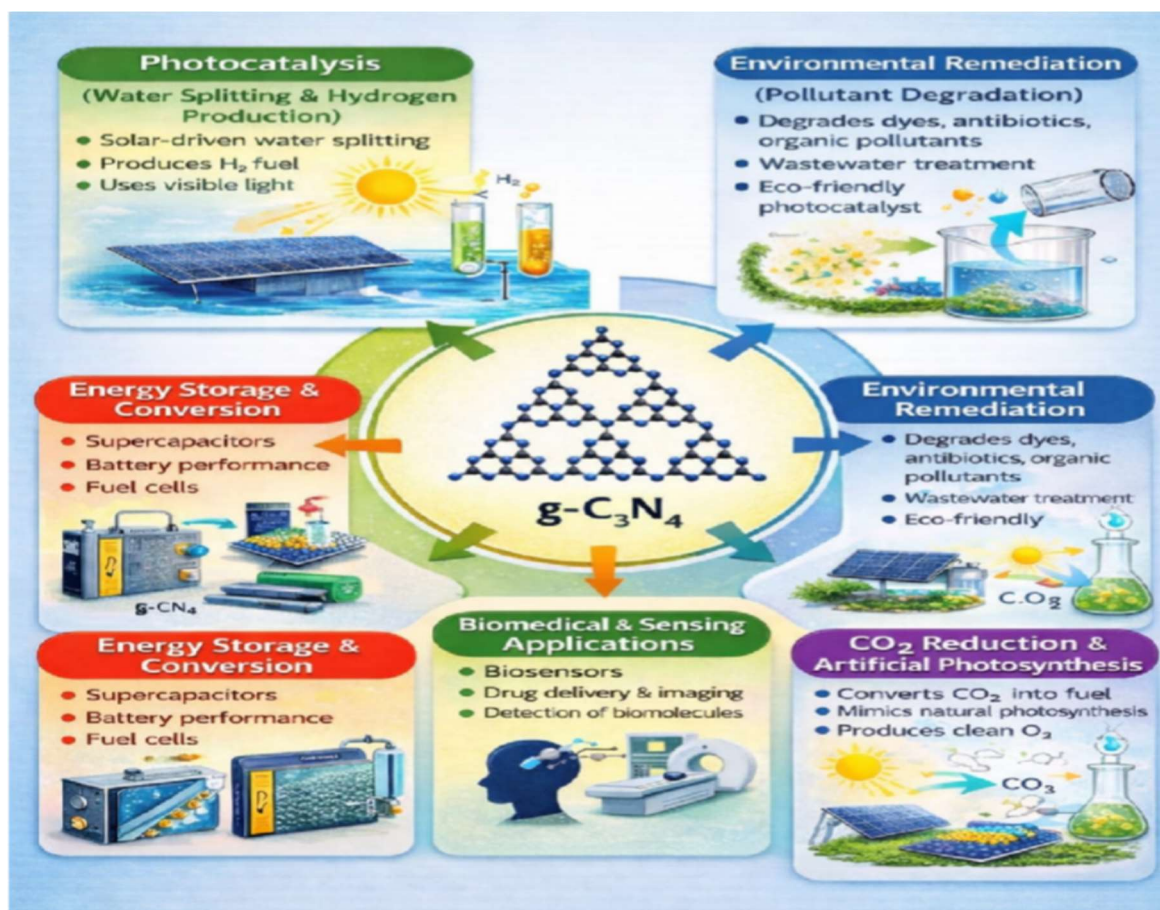 Photocatalysis
(Water Splitting & Hydrogen
Production)
• Solar-driven water splitting
• Produces H₂ fuel
• Uses visible light
H₂
Environmental Remediation
(Pollutant Degradation)
• Degrades dyes, antibiotics,
organic pollutants
• Wastewater treatment
• Eco-friendly
photocatalyst
Energy Storage &
Conversion
• Supercapacitors
• Battery performance
• Fuel cells
g-CN₄
g-C₃N₄
Environmental
Remediation
• Degrades dyes,
antibiotics, organic
pollutants
• Wastewater treatment
• Eco-friendly
Energy Storage &
Conversion
• Supercapacitors
• Battery performance
• Fuel cells
Biomedical & Sensing
Applications
• Biosensors
• Drug delivery & imaging
• Detection of biomolecules
CO₂ Reduction &
Artificial Photosynthesis
• Converts CO₂ into fuel
• Mimics natural photosynthesis
• Produces clean O₂
CO₃